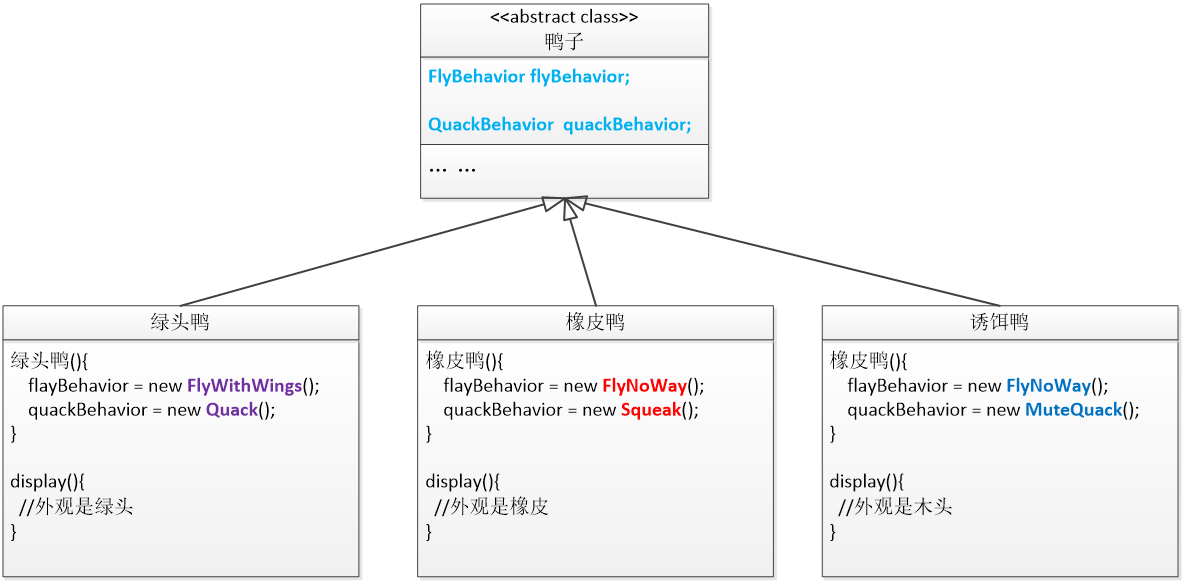 <<abstract class>>
鸭子
FlyBehavior flyBehavior;
QuackBehavior  quackBehavior;
... ...
绿头鸭
绿头鸭(){
flayBehavior = new FlyWithWings();
quackBehavior = new Quack();
}
display(){
//外观是绿头
}
橡皮鸭
橡皮鸭(){
flayBehavior = new FlyNoWay();
quackBehavior = new Squeak();
}
display(){
//外观是橡皮
}
诱饵鸭
橡皮鸭(){
flayBehavior = new FlyNoWay();
quackBehavior = new MuteQuack();
}
display(){
//外观是木头
}